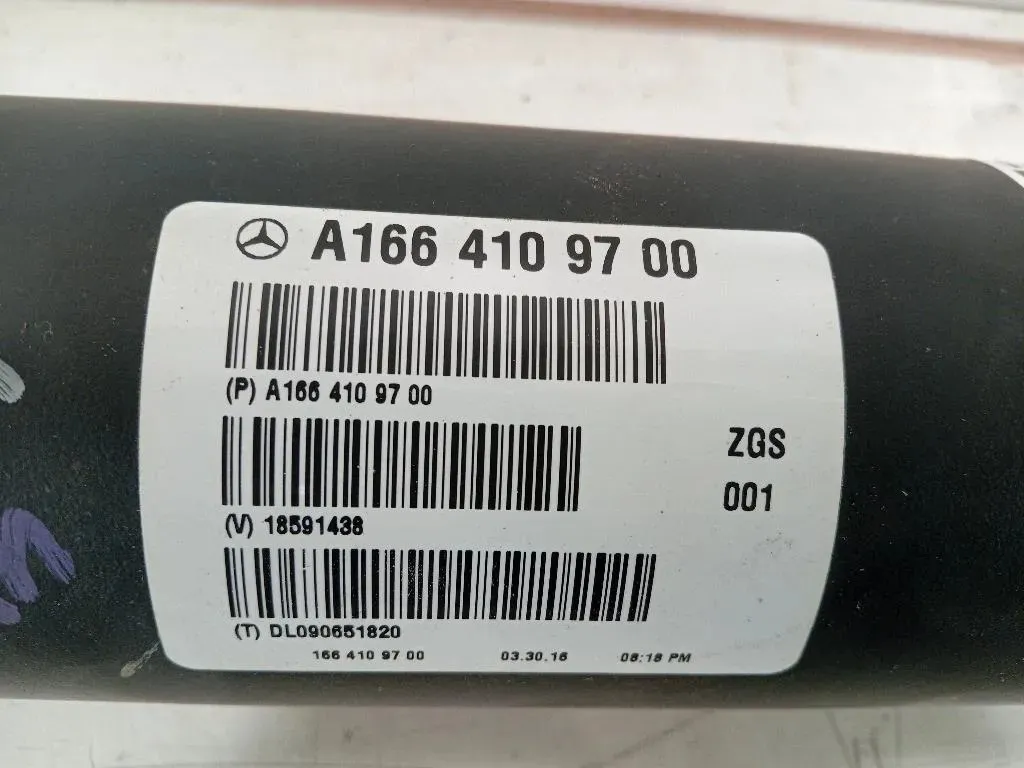 A166 410 97 00
(P) A166 410 97 00
ZGS
(V) 18591438
001
(T) DL090651820
166 410 97 00 03.30.16 06:18 PM